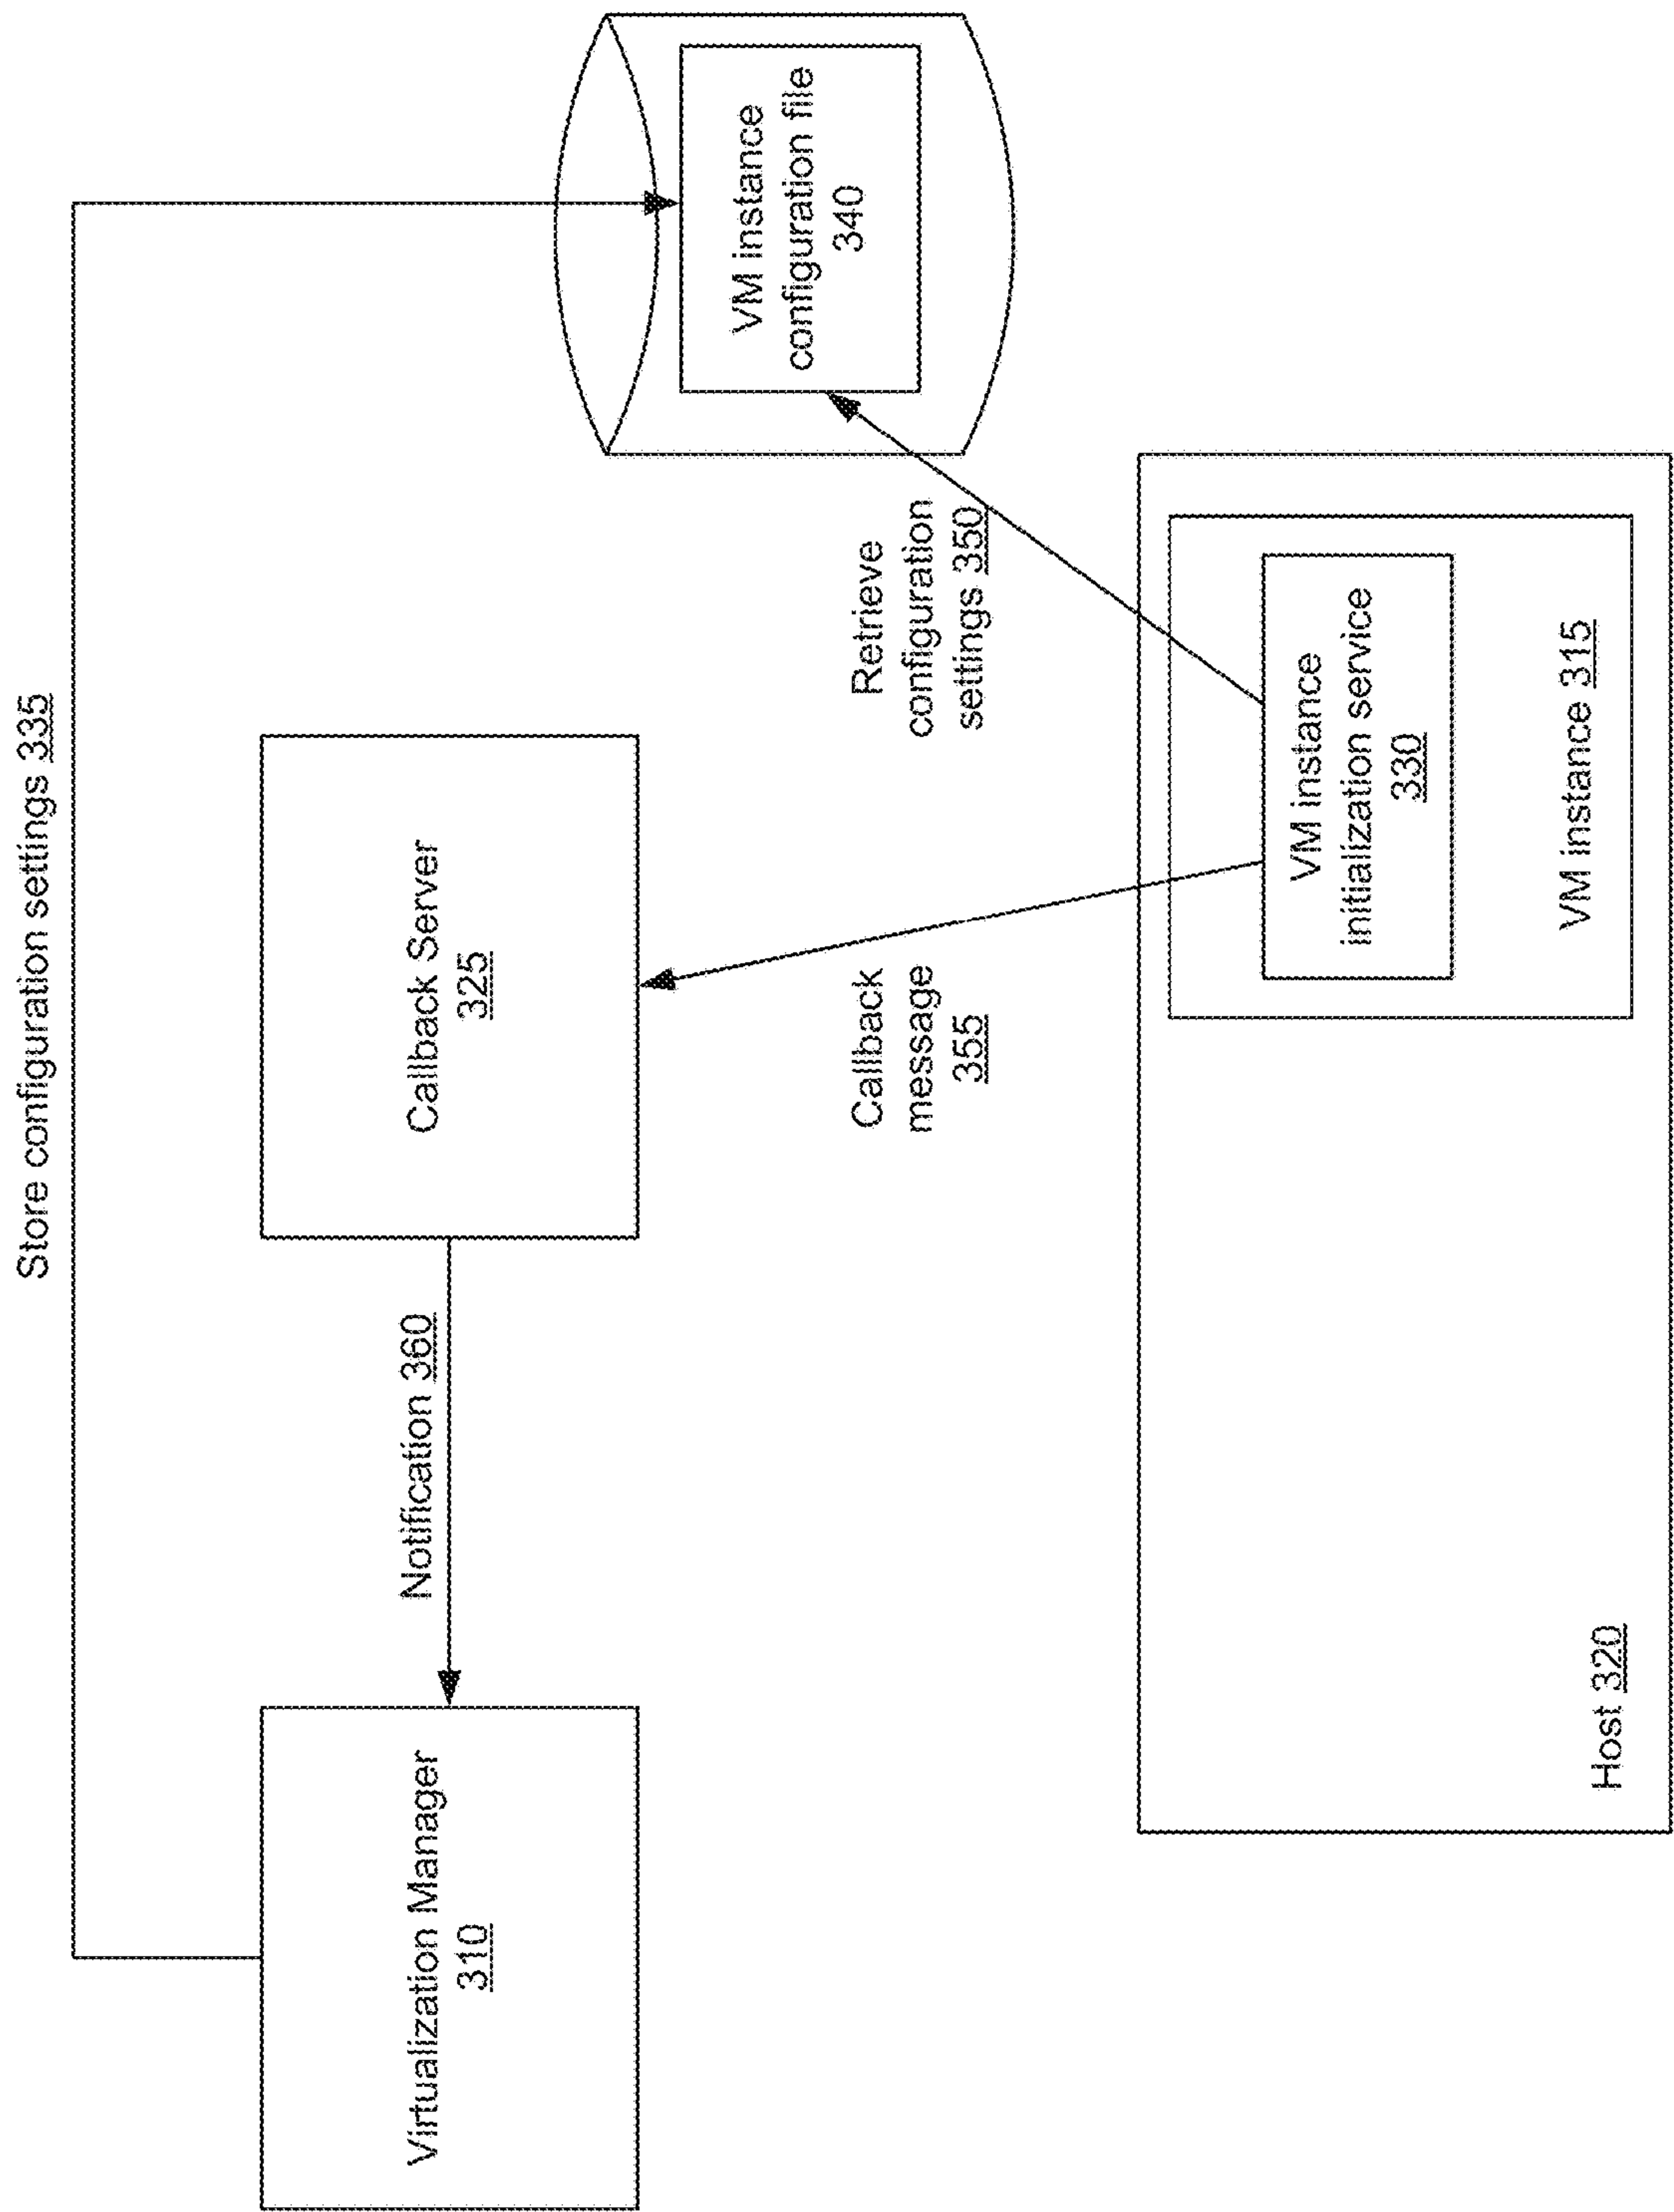 Store configuration settings 335
Virtualization Manager
310
Notification 360
Callback Server
325
VM instance
configuration file
340
Callback
message
355
Retrieve
configuration
settings 350
VM instance
initialization service
330
VM instance 315
Host 320